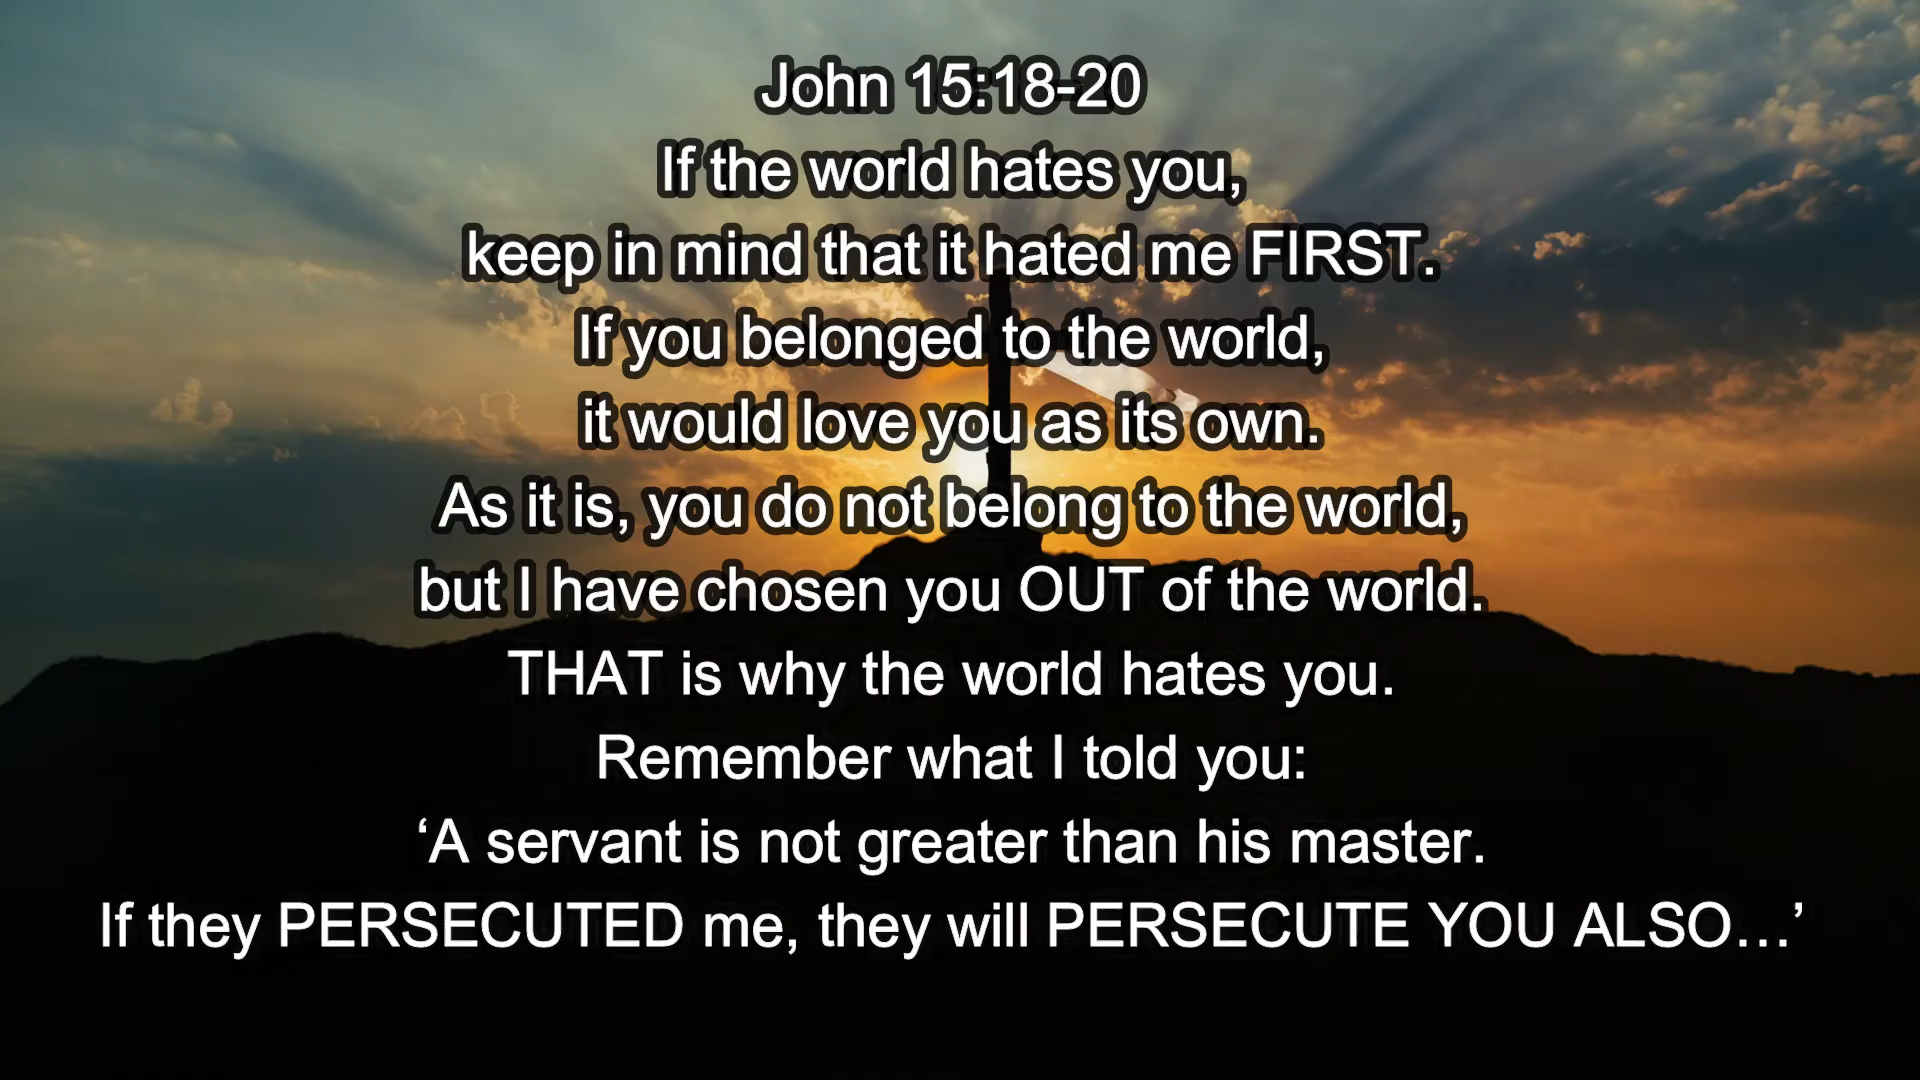 John 15:18-20
If the world hates you,
keep in mind that it hated me FIRST.
If you belonged to the world,
it would love you as its own.
As it is, you do not belong to the world,
but I have chosen you OUT of the world.
THAT is why the world hates you.
Remember what I told you:
‘A servant is not greater than his master.
If they PERSECUTED me, they will PERSECUTE YOU ALSO…’